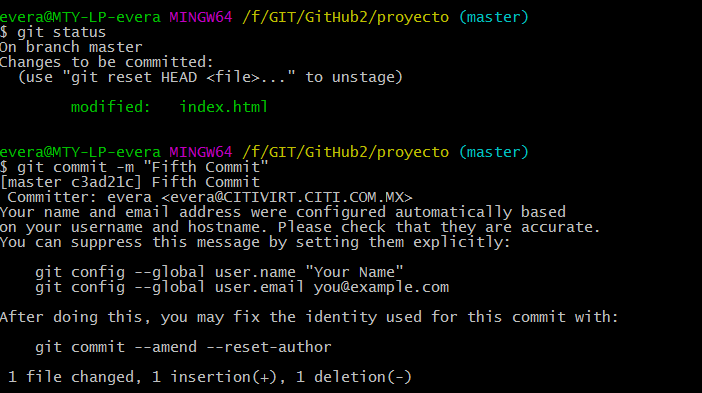 evera@MTY-LP-evera MINGW64 /f/GIT/GitHub2/proyecto (master)
$ git status
On branch master
Changes to be committed:
  (use "git reset HEAD <file>..." to unstage)
        modified:   index.html
evera@MTY-LP-evera MINGW64 /f/GIT/GitHub2/proyecto (master)
$ git commit -m "Fifth Commit"
[master c3ad21c] Fifth Commit
 Committer: evera <evera@CITIVIRT.CITI.COM.MX>
Your name and email address were configured automatically based
on your username and hostname. Please check that they are accurate.
You can suppress this message by setting them explicitly:
    git config --global user.name "Your Name"
    git config --global user.email you@example.com
After doing this, you may fix the identity used for this commit with:
    git commit --amend --reset-author
 1 file changed, 1 insertion(+), 1 deletion(-)